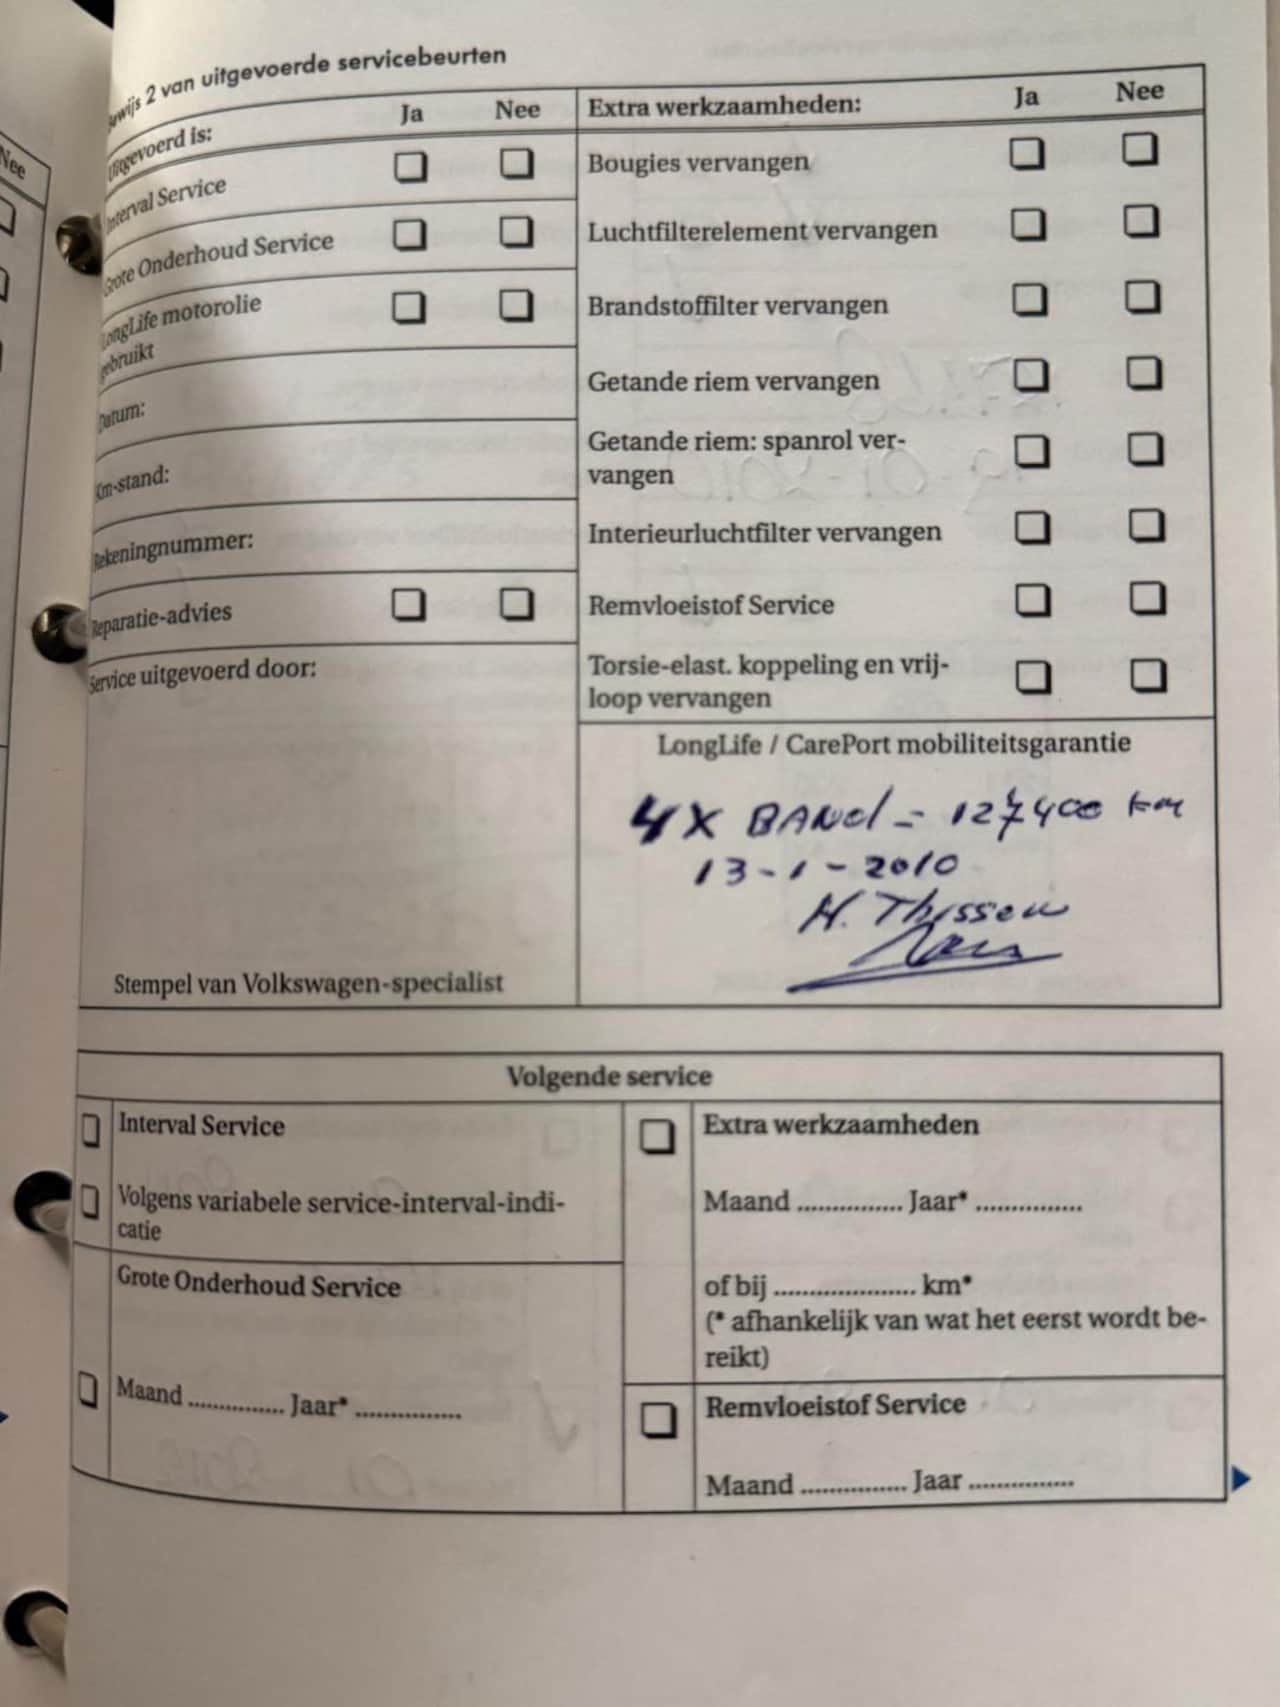 Bewijs 2 van uitgevoerde servicebeurten
Uitgevoerd is: Ja Nee
Interval Service
Grote Onderhoud Service
LongLife motorolie
gebruikt
Datum:
Km-stand:
Rekeningnummer:
Reparatie-advies
Service uitgevoerd door:
Stempel van Volkswagen-specialist
Extra werkzaamheden: Ja Nee
Bougies vervangen
Luchtfilterelement vervangen
Brandstoffilter vervangen
Getande riem vervangen
Getande riem: spanrol ver-
vangen
Interieurluchtfilter vervangen
Remvloeistof Service
Torsie-elast. koppeling en vrij-
loop vervangen
LongLife / CarePort mobiliteitsgarantie
4X BANd = 127400 km
13-1-2010
H. Thissen
Volgende service
Interval Service
Volgens variabele service-interval-indi-
catie
Grote Onderhoud Service
Maand ............... Jaar* ...............
Extra werkzaamheden
Maand ............... Jaar* ...............
of bij .................... km*
(* afhankelijk van wat het eerst wordt be-
reikt)
Remvloeistof Service
Maand ............... Jaar ...............
Nee